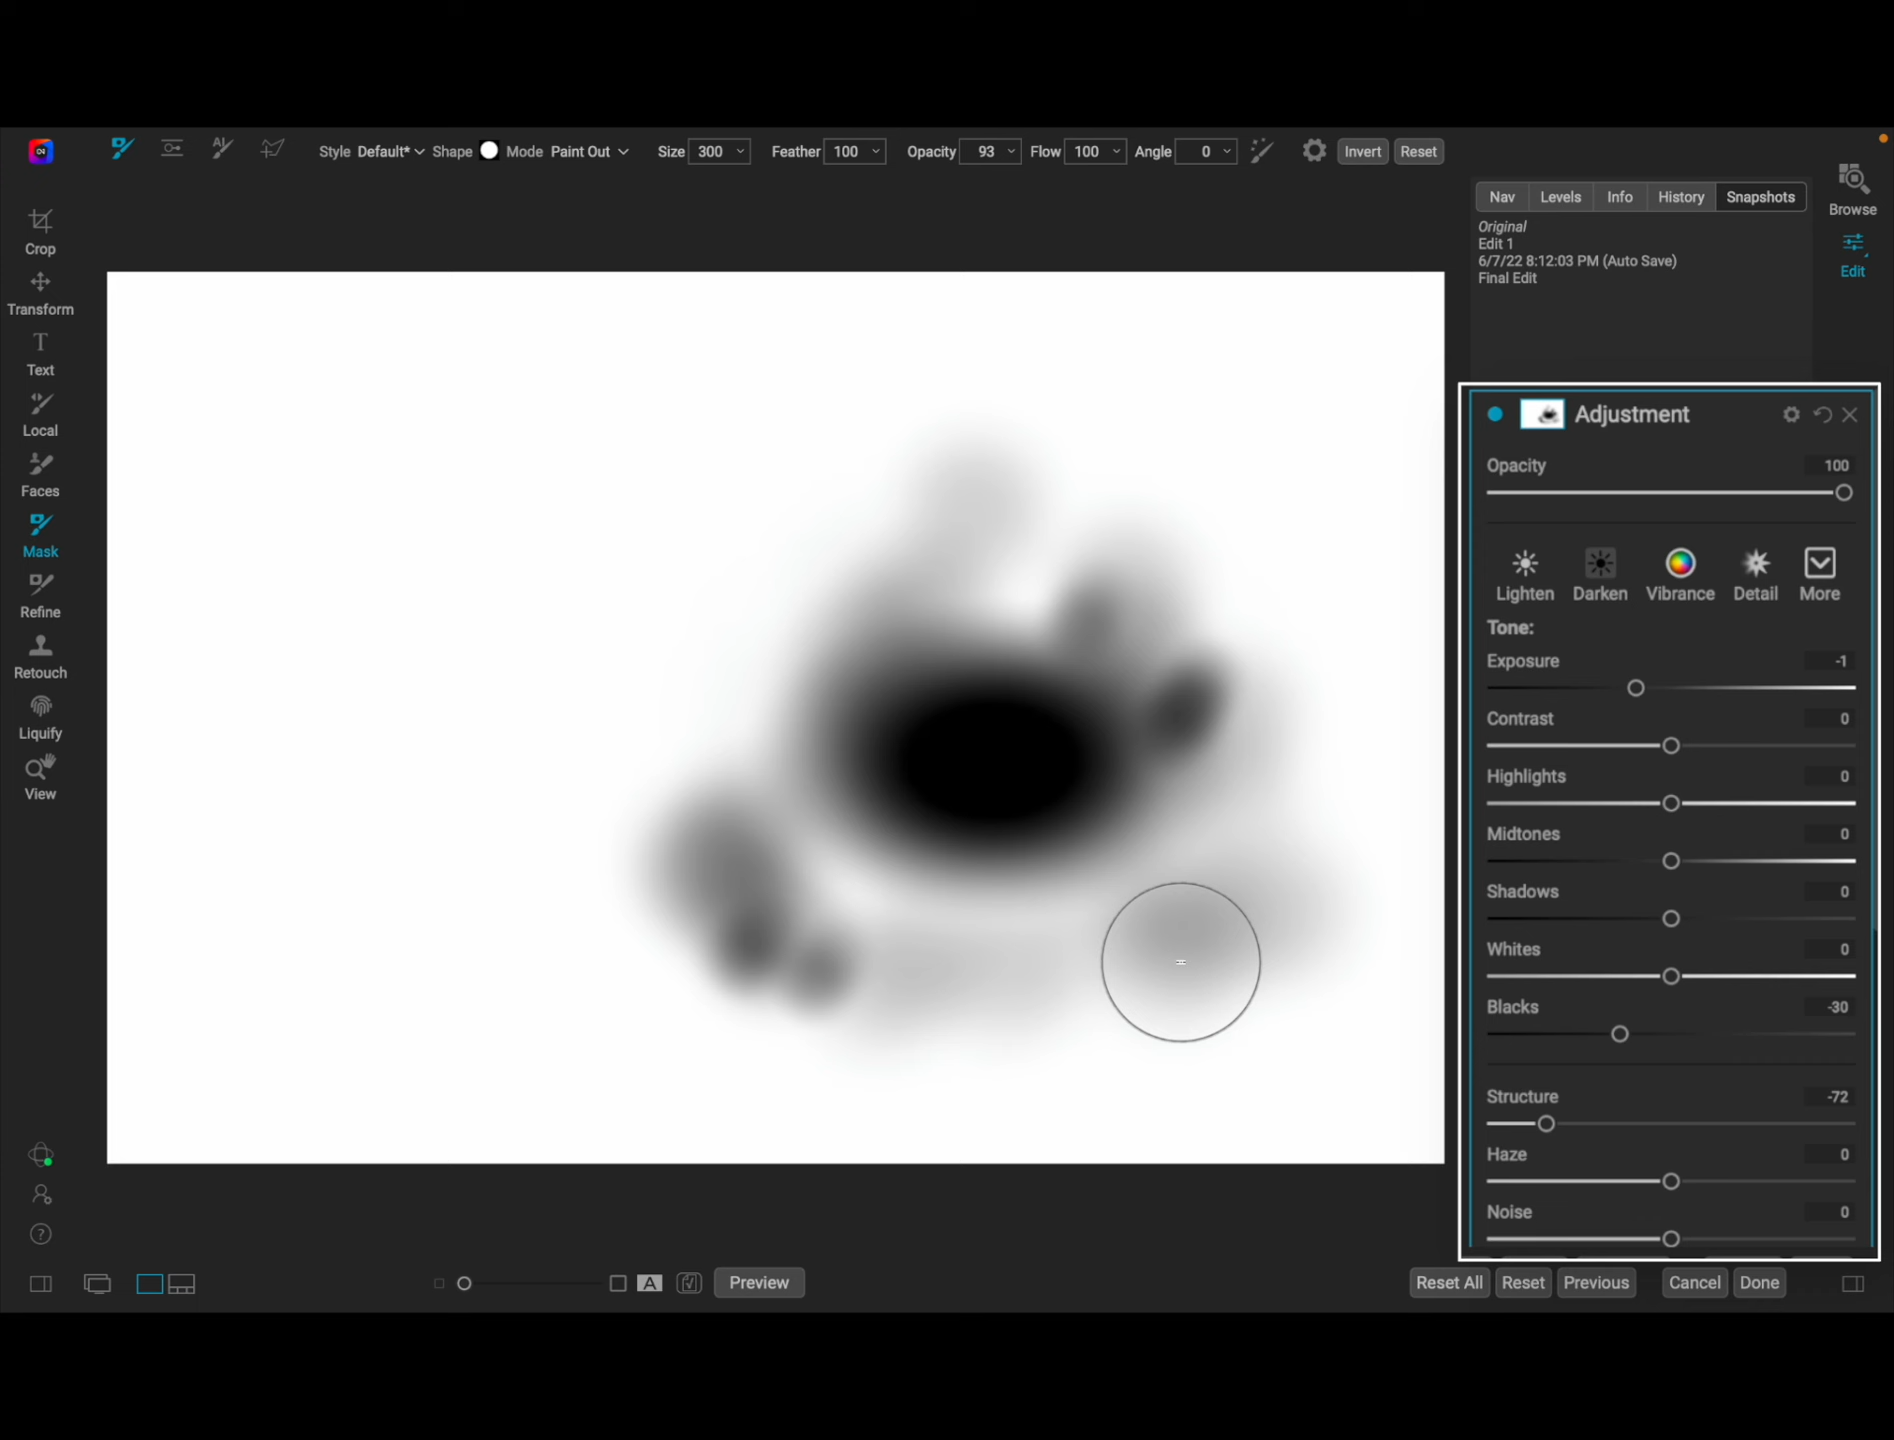 Style Default* Shape Mode Paint Out Size 300 Feather 100 Opacity 93 Flow 100 Angle 0 Invert Reset
Crop
Transform
Text
Local
Faces
Mask
Refine
Retouch
Liquify
View
Nav Levels Info History Snapshots
Original
Edit 1
6/7/22 8:12:03 PM (Auto Save)
Final Edit
Browse
Edit
Adjustment
Opacity 100
Lighten Darken Vibrance Detail More
Tone:
Exposure -1
Contrast 0
Highlights 0
Midtones 0
Shadows 0
Whites 0
Blacks -30
Structure -72
Haze 0
Noise 0
A Preview
Reset All Reset Previous Cancel Done